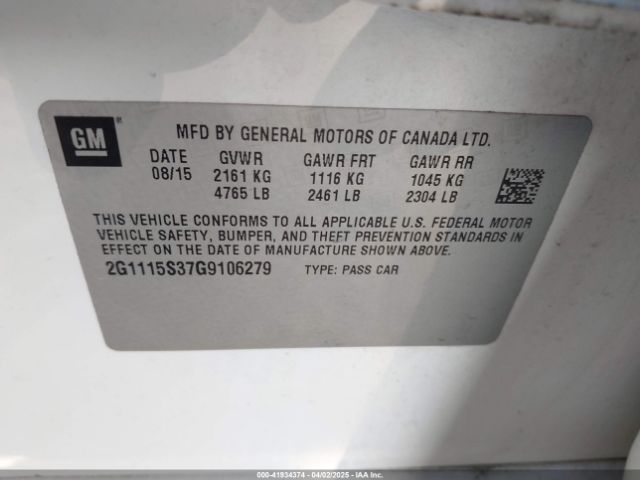 GM ®
MFD BY GENERAL MOTORS OF CANADA LTD.
DATE GVWR GAWR FRT GAWR RR
08/15 2161 KG 1116 KG 1045 KG
4765 LB 2461 LB 2304 LB
THIS VEHICLE CONFORMS TO ALL APPLICABLE U.S. FEDERAL MOTOR
VEHICLE SAFETY, BUMPER, AND THEFT PREVENTION STANDARDS IN
EFFECT ON THE DATE OF MANUFACTURE SHOWN ABOVE.
2G1115S37G9106279 TYPE: PASS CAR
000-41934374 | 04/02/2025 | IAA Inc.